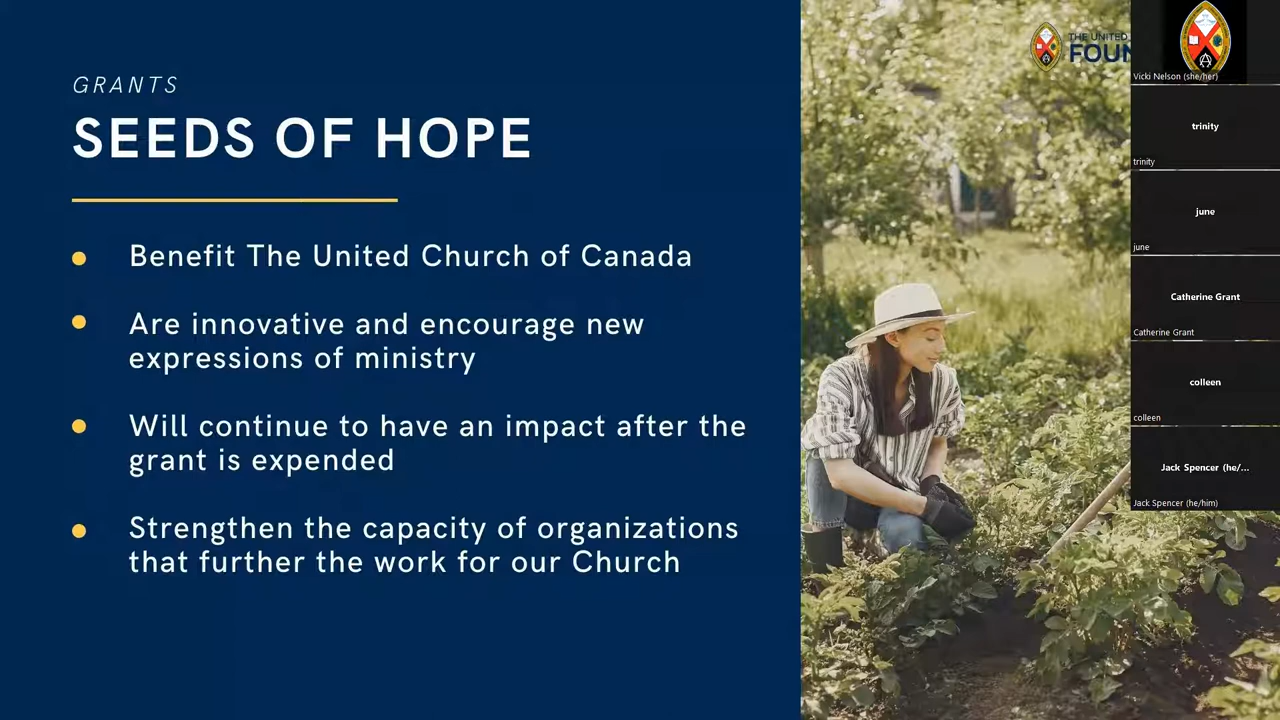 GRANTS
SEEDS OF HOPE
Benefit The United Church of Canada
Are innovative and encourage new
expressions of ministry
Will continue to have an impact after the
grant is expended
Strengthen the capacity of organizations
that further the work for our Church
THE UNITED
FOUN
Vicki Nelson (she/her)
trinity
trinity
june
june
Catherine Grant
Catherine Grant
colleen
colleen
Jack Spencer (he/...
Jack Spencer (he/him)